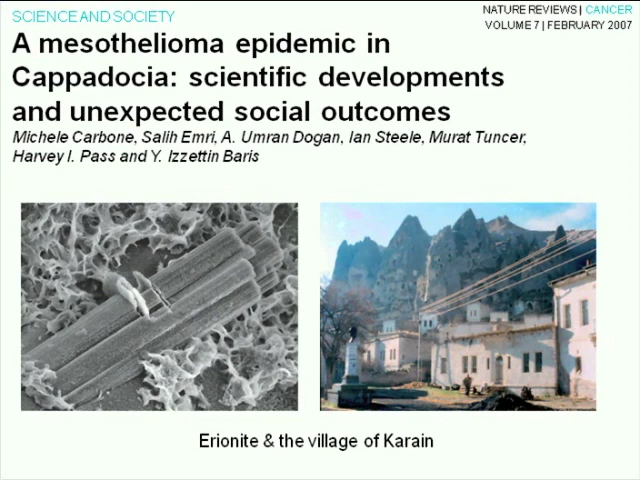 SCIENCE AND SOCIETY
NATURE REVIEWS | CANCER
VOLUME 7 | FEBRUARY 2007
A mesothelioma epidemic in
Cappadocia: scientific developments
and unexpected social outcomes
Michele Carbone, Salih Emri, A. Umran Dogan, Ian Steele, Murat Tuncer,
Harvey I. Pass and Y. Izzettin Baris
Erionite & the village of Karain